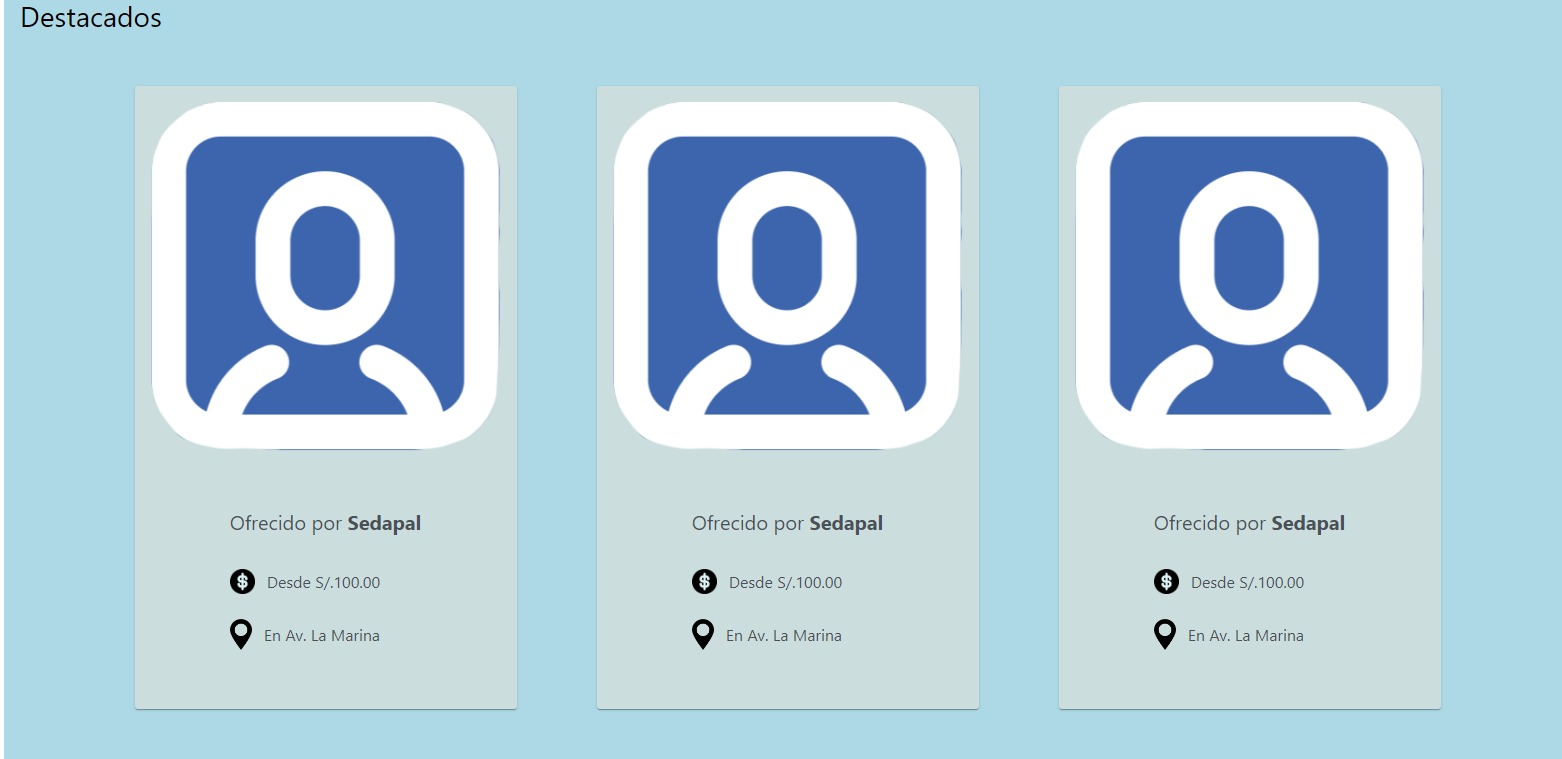 Destacados
Ofrecido por Sedapal
Desde S/.100.00
En Av. La Marina
Ofrecido por Sedapal
Desde S/.100.00
En Av. La Marina
Ofrecido por Sedapal
Desde S/.100.00
En Av. La Marina